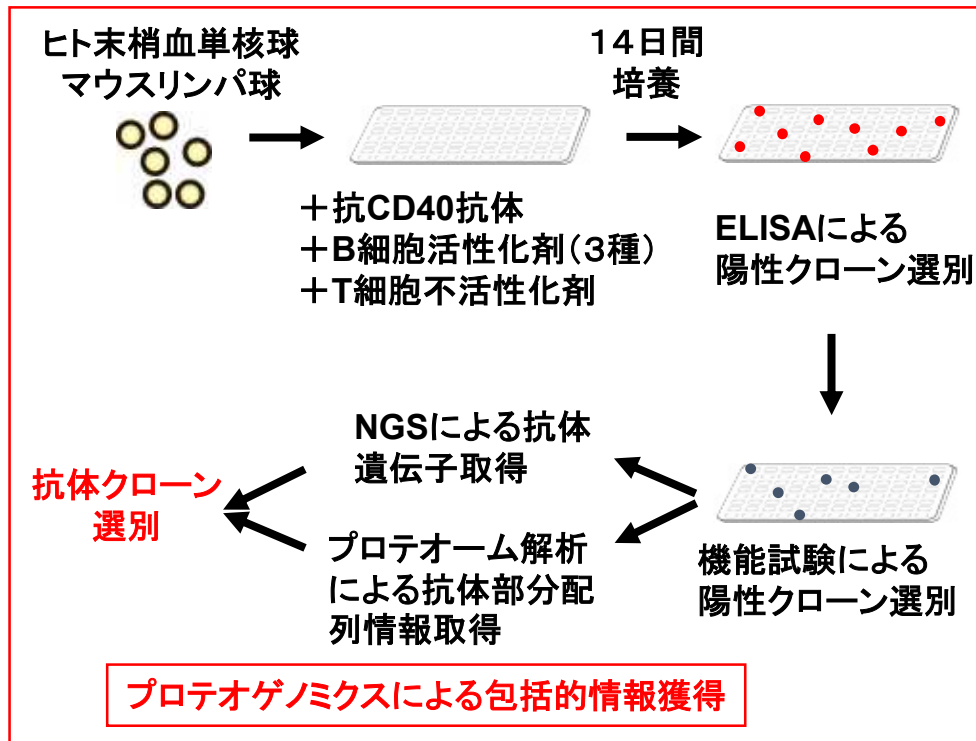 ヒト末梢血単核球
マウスリンパ球
14日間
培養
+抗CD40抗体
+B細胞活性化剤(3種)
+T細胞不活性化剤
ELISAによる
陽性クローン選別
機能試験による
陽性クローン選別
NGSによる抗体
遺伝子取得
プロテオーム解析
による抗体部分配
列情報取得
抗体クローン
選別
プロテオゲノミクスによる包括的情報獲得